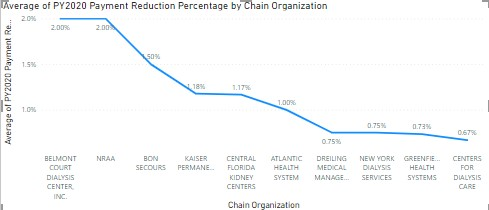 Average of PY2020 Payment Reduction Percentage by Chain Organization
Average of PY2020 Payment Re...
2.0%
1.5%
1.0%
2.00%
2.00%
1.50%
1.18%
1.17%
1.00%
0.75%
0.75%
0.73%
0.67%
BELMONT
COURT
DIALYSIS
CENTER,
INC.
NRAA
BON
SECOURS
KAISER
PERMANE...
CENTRAL
FLORIDA
KIDNEY
CENTERS
ATLANTIC
HEALTH
SYSTEM
DREILING
MEDICAL
MANAGE...
NEW YORK
DIALYSIS
SERVICES
GREENFIE...
HEALTH
SYSTEMS
CENTERS
FOR
DIALYSIS
CARE
Chain Organization